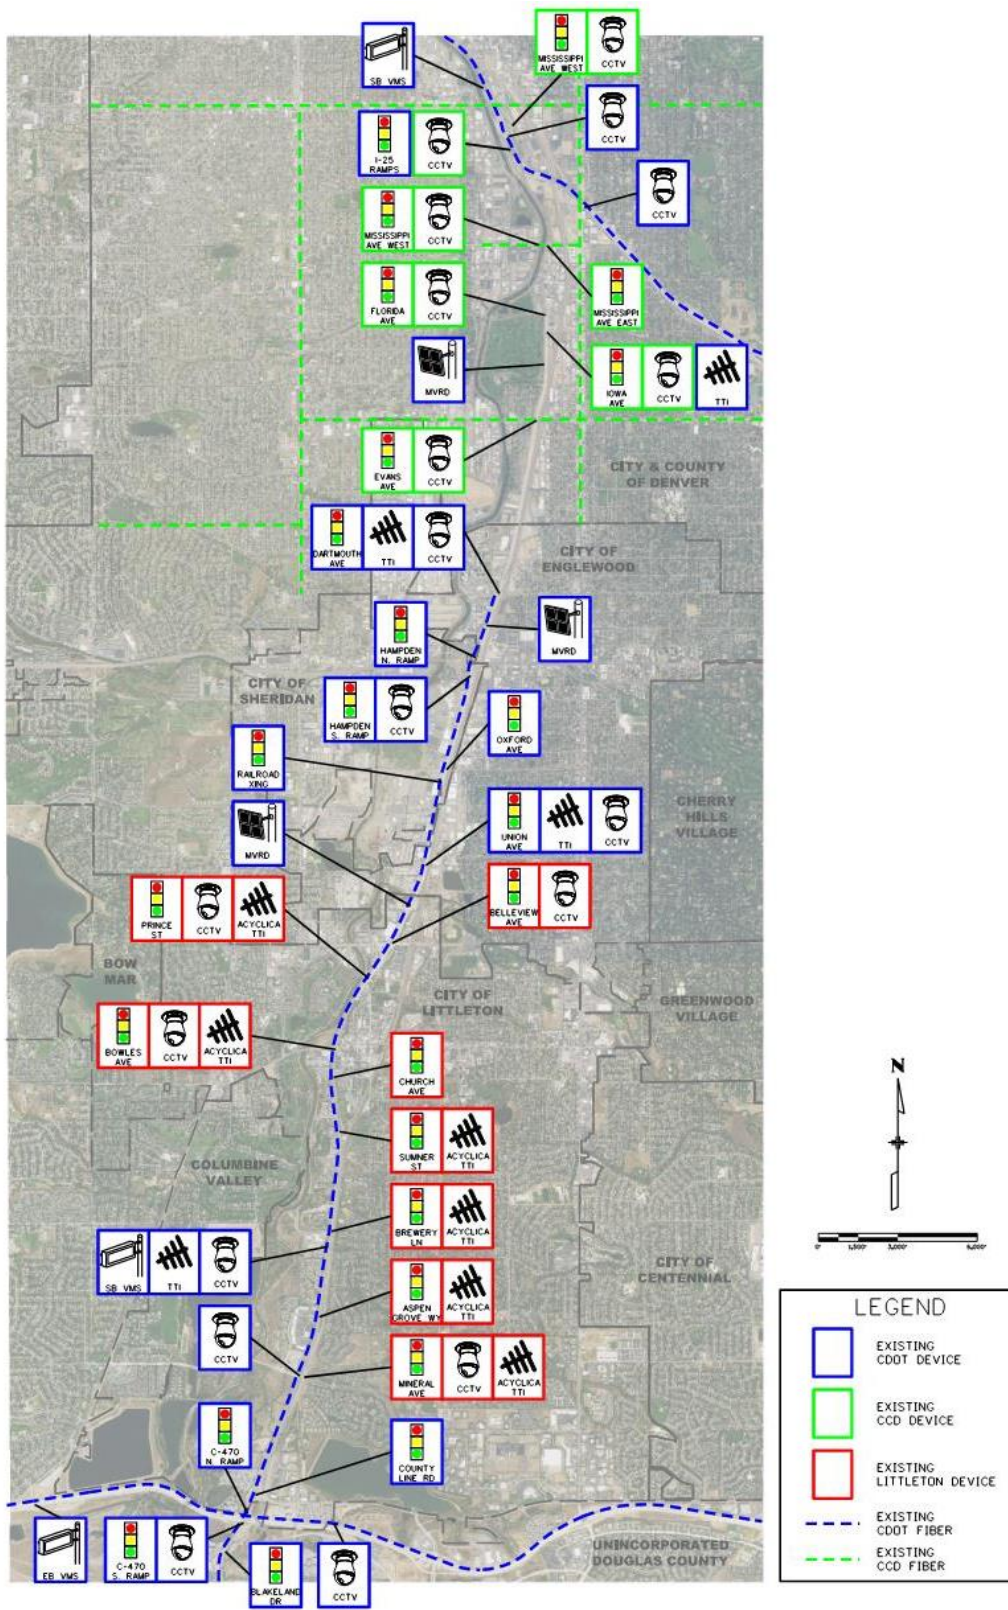 SB VMS
MISSISSIPPI
AVE WEST
CCTV
CCTV
I-25
RAMPS
CCTV
CCTV
MISSISSIPPI
AVE WEST
CCTV
FLORIDA
AVE
CCTV
MISSISSIPPI
AVE EAST
MVRD
IOWA
AVE
CCTV
TTI
EVANS
AVE
CCTV
CITY & COUNTY
OF DENVER
DARTMOUTH
AVE
TTI
CCTV
CITY OF
ENGLEWOOD
HAMPDEN
N. RAMP
MVRD
CITY OF
SHERIDAN
HAMPDEN
S. RAMP
CCTV
OXFORD
AVE
RAILROAD
XING
MVRD
UNION
AVE
TTI
CCTV
CHERRY
HILLS
VILLAGE
PRINCE
ST
CCTV
ACYCLICA
TTI
BELLEVIEW
AVE
CCTV
BOW
MAR
CITY OF
LITTLETON
GREENWOOD
VILLAGE
BOWLES
AVE
CCTV
ACYCLICA
TTI
CHURCH
AVE
SUMNER
ST
ACYCLICA
TTI
COLUMBINE
VALLEY
BREWERY
LN
ACYCLICA
TTI
SB VMS
TTI
CCTV
CITY OF
CENTENNIAL
ASPEN
GROVE WY
ACYCLICA
TTI
CCTV
MINERAL
AVE
CCTV
ACYCLICA
TTI
C-470
N. RAMP
COUNTY
LINE RD
EB VMS
C-470
S. RAMP
CCTV
BLAKELAND
DR
CCTV
UNINCORPORATED
DOUGLAS COUNTY
N
0'
1,500'
3,000'
6,000'
LEGEND
EXISTING
CDOT DEVICE
EXISTING
CCD DEVICE
EXISTING
LITTLETON DEVICE
EXISTING
CDOT FIBER
EXISTING
CCD FIBER